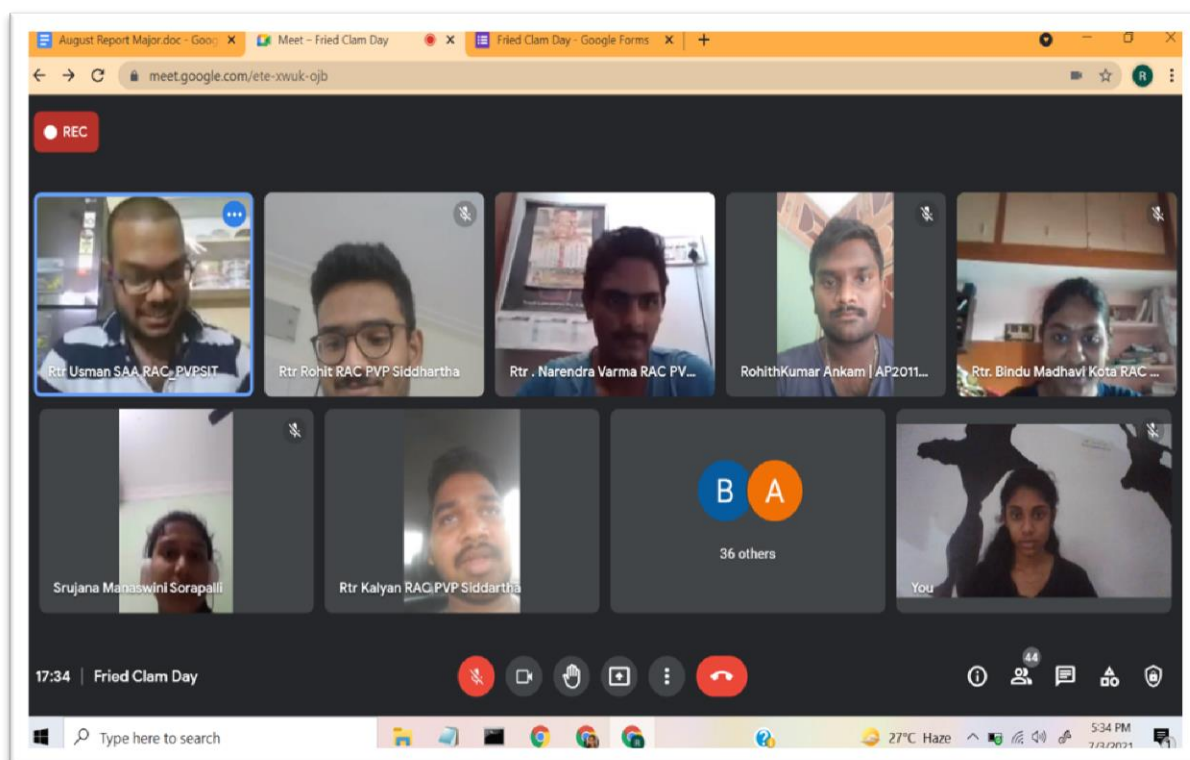 August Report Major.doc - Goog
Meet – Fried Clam Day
Fried Clam Day - Google Forms
meet.google.com/ete-xwuk-ojb
R
REC
Rtr Usman SAA RAC_PVPSIT
Rtr Rohit RAC PVP Siddhartha
Rtr . Narendra Varma RAC PV...
RohithKumar Ankam | AP2011...
Rtr. Bindu Madhavi Kota RAC ...
Srujana Manaswini Sorapalli
Rtr Kalyan RAC PVP Siddartha
B A
36 others
You
17:34 | Fried Clam Day
44
Type here to search
27°C Haze
5:34 PM
7/3/2021
1